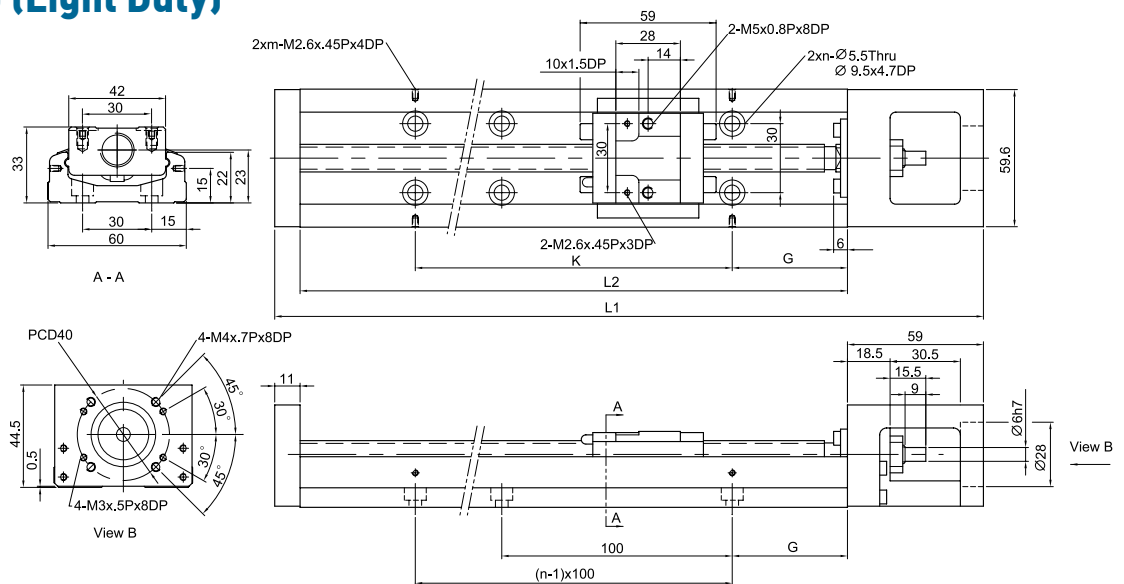 (Light Duty)
59
28
14
10x1.5DP
2-M5x0.8Px8DP
2xm-M2.6x.45Px4DP
2xn-Ø5.5Thru
Ø 9.5x4.7DP
42
30
33
15
22
23
30
15
60
A - A
30
30
59.6
2-M2.6x.45Px3DP
6
K
G
L2
L1
PCD40
4-M4x.7Px8DP
45°
30°
30°
45°
44.5
0.5
4-M3x.5Px8DP
View B
11
A
A
59
18.5
30.5
15.5
9
Ø6h7
Ø28
View B
100
G
(n-1)x100